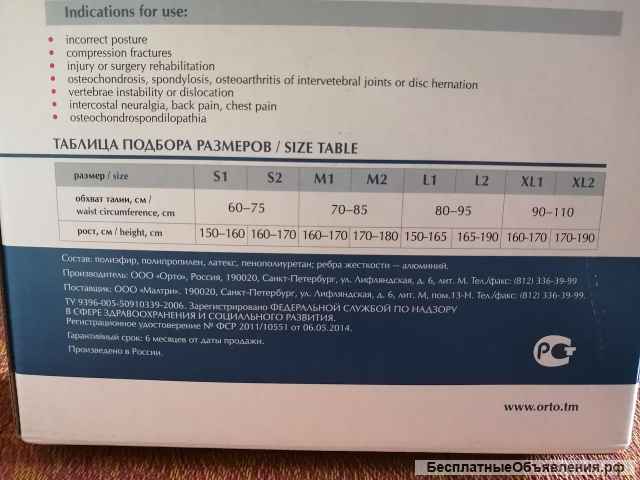 Indications for use:
• incorrect posture
• compression fractures
• injury or surgery rehabilitation
• osteochondrosis, spondylosis, osteoarthritis of intervetebral joints or disc hernation
• vertebrae instability or dislocation
• intercostal neuralgia, back pain, chest pain
• osteochondrospondilopathia
ТАБЛИЦА ПОДБОРА РАЗМЕРОВ / SIZE TABLE
размер / size S1 S2 M1 M2 L1 L2 XL1 XL2
обхват талии, см / waist circumference, cm 60–75 70–85 80–95 90–110
рост, см / height, cm 150–160 160–170 160–170 170–180 150-165 165-190 160-170 170-190
Состав: полиэфир, полипропилен, латекс, пенополиуретан; ребра жесткости — алюминий.
Производитель: ООО «Орто», Россия, 190020, Санкт-Петербург, ул. Лифляндская, д. 6, лит. М. Тел./факс: (812) 336-39-99
Поставщик: ООО «Малтри». 190020, Санкт-Петербург, ул. Лифляндская, д. 6, лит. М, пом.13-Н. Тел./факс: (812) 336-39-99.
ТУ 9396-005-50910339-2006. Зарегистрировано ФЕДЕРАЛЬНОЙ СЛУЖБОЙ ПО НАДЗОРУ
В СФЕРЕ ЗДРАВООХРАНЕНИЯ И СОЦИАЛЬНОГО РАЗВИТИЯ.
Регистрационное удостоверение № ФСР 2011/10551 от 06.05.2014.
Гарантийный срок: 6 месяцев от даты продажи.
Произведено в России.
www.orto.tm
БесплатныеОбъявления.рф